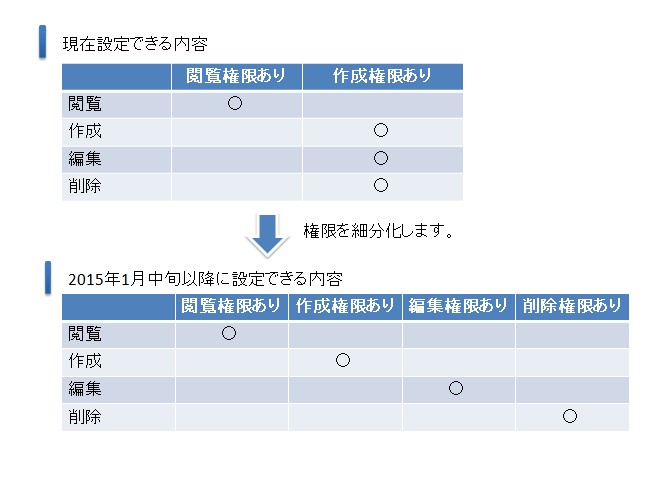 現在設定できる内容
閲覧権限あり 作成権限あり
閲覧 ○
作成 ○
編集 ○
削除 ○
権限を細分化します。
2015年1月中旬以降に設定できる内容
閲覧権限あり 作成権限あり 編集権限あり 削除権限あり
閲覧 ○
作成 ○
編集 ○
削除 ○